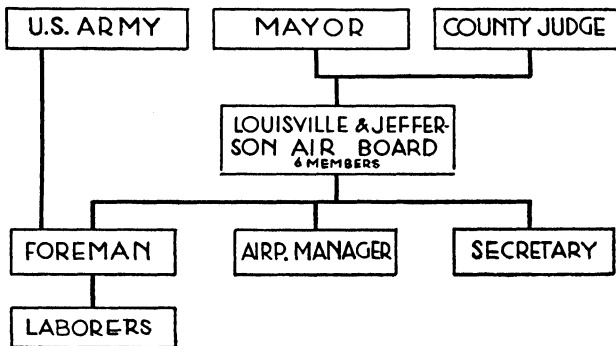 U.S. ARMY
MAYOR
COUNTY JUDGE
LOUISVILLE & JEFFER-
SON AIR BOARD
6 MEMBERS
FOREMAN
AIRP. MANAGER
SECRETARY
LABORERS